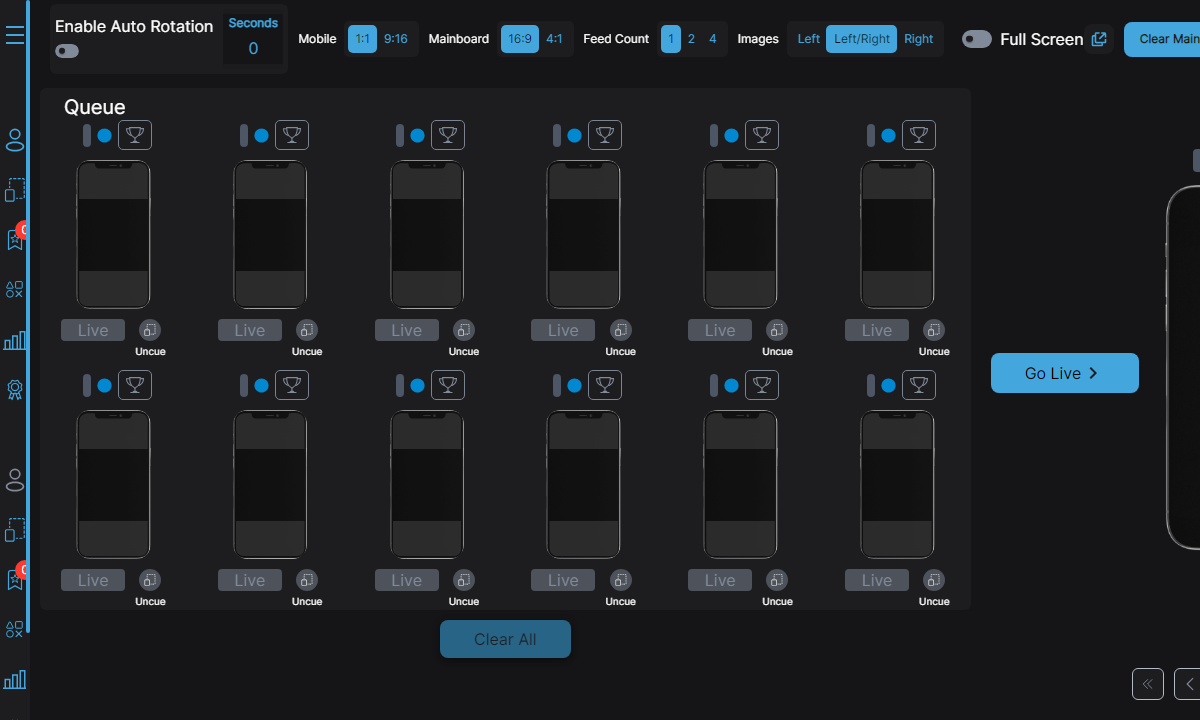 Enable Auto Rotation
Seconds
0
Mobile 1:1 9:16 Mainboard 16:9 4:1 Feed Count 1 2 4 Images Left Left/Right Right Full Screen Clear Main
Queue
Live Live Live Live Live Live
Uncue Uncue Uncue Uncue Uncue Uncue
Go Live
Live Live Live Live Live Live
Uncue Uncue Uncue Uncue Uncue Uncue
Clear All